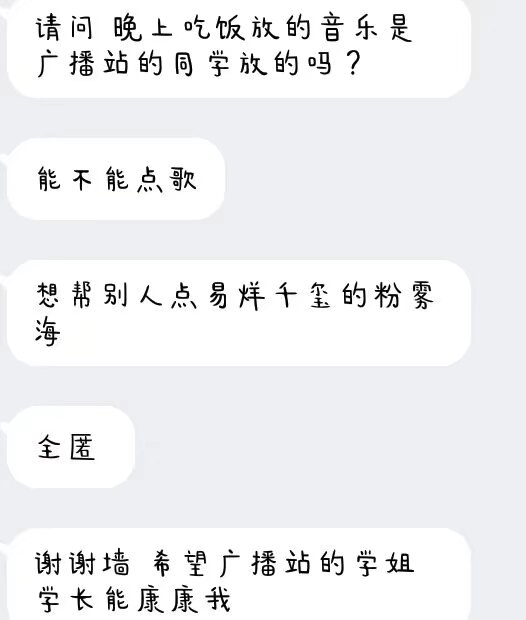 请问 晚上吃饭放的音乐是
广播站的同学放的吗？
能不能点歌
想帮别人点易烊千玺的粉雾
海
全匿
谢谢墙 希望广播站的学姐
学长能康康我